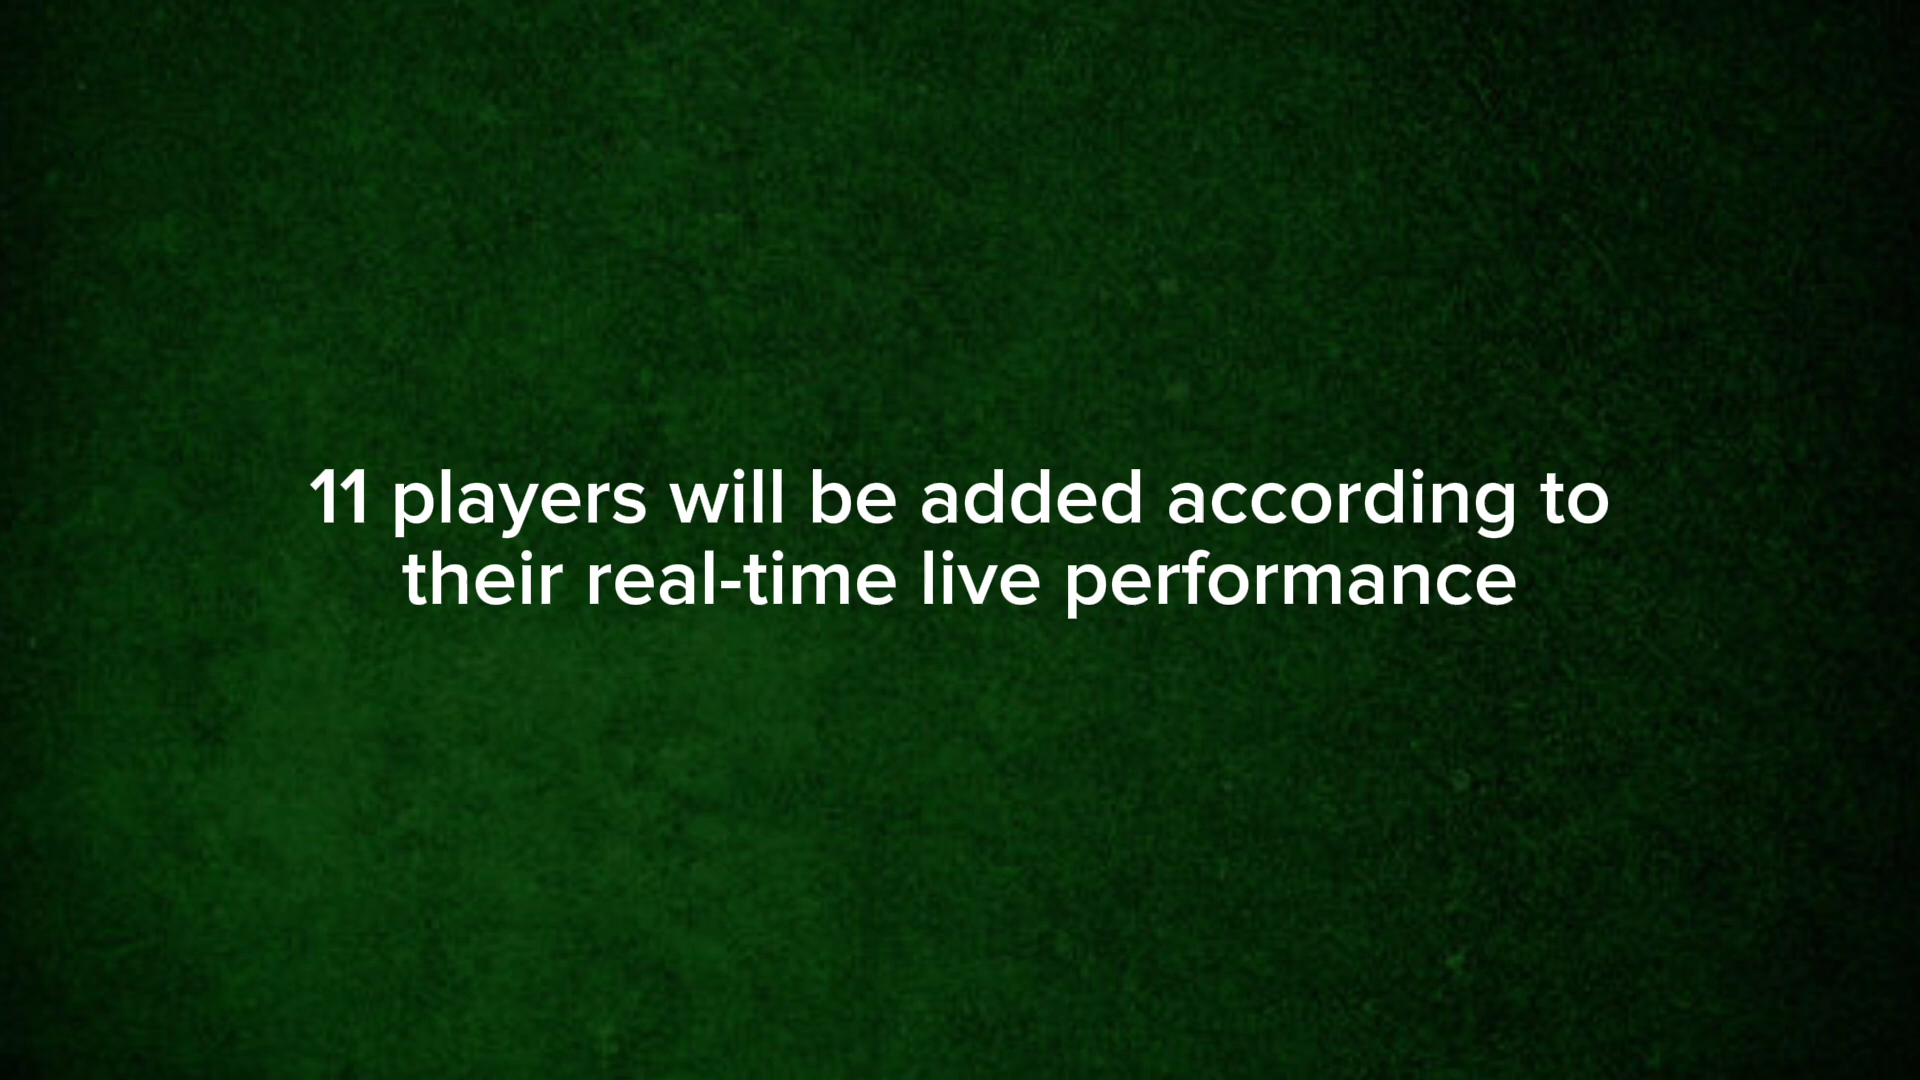 11 players will be added according to
their real-time live performance